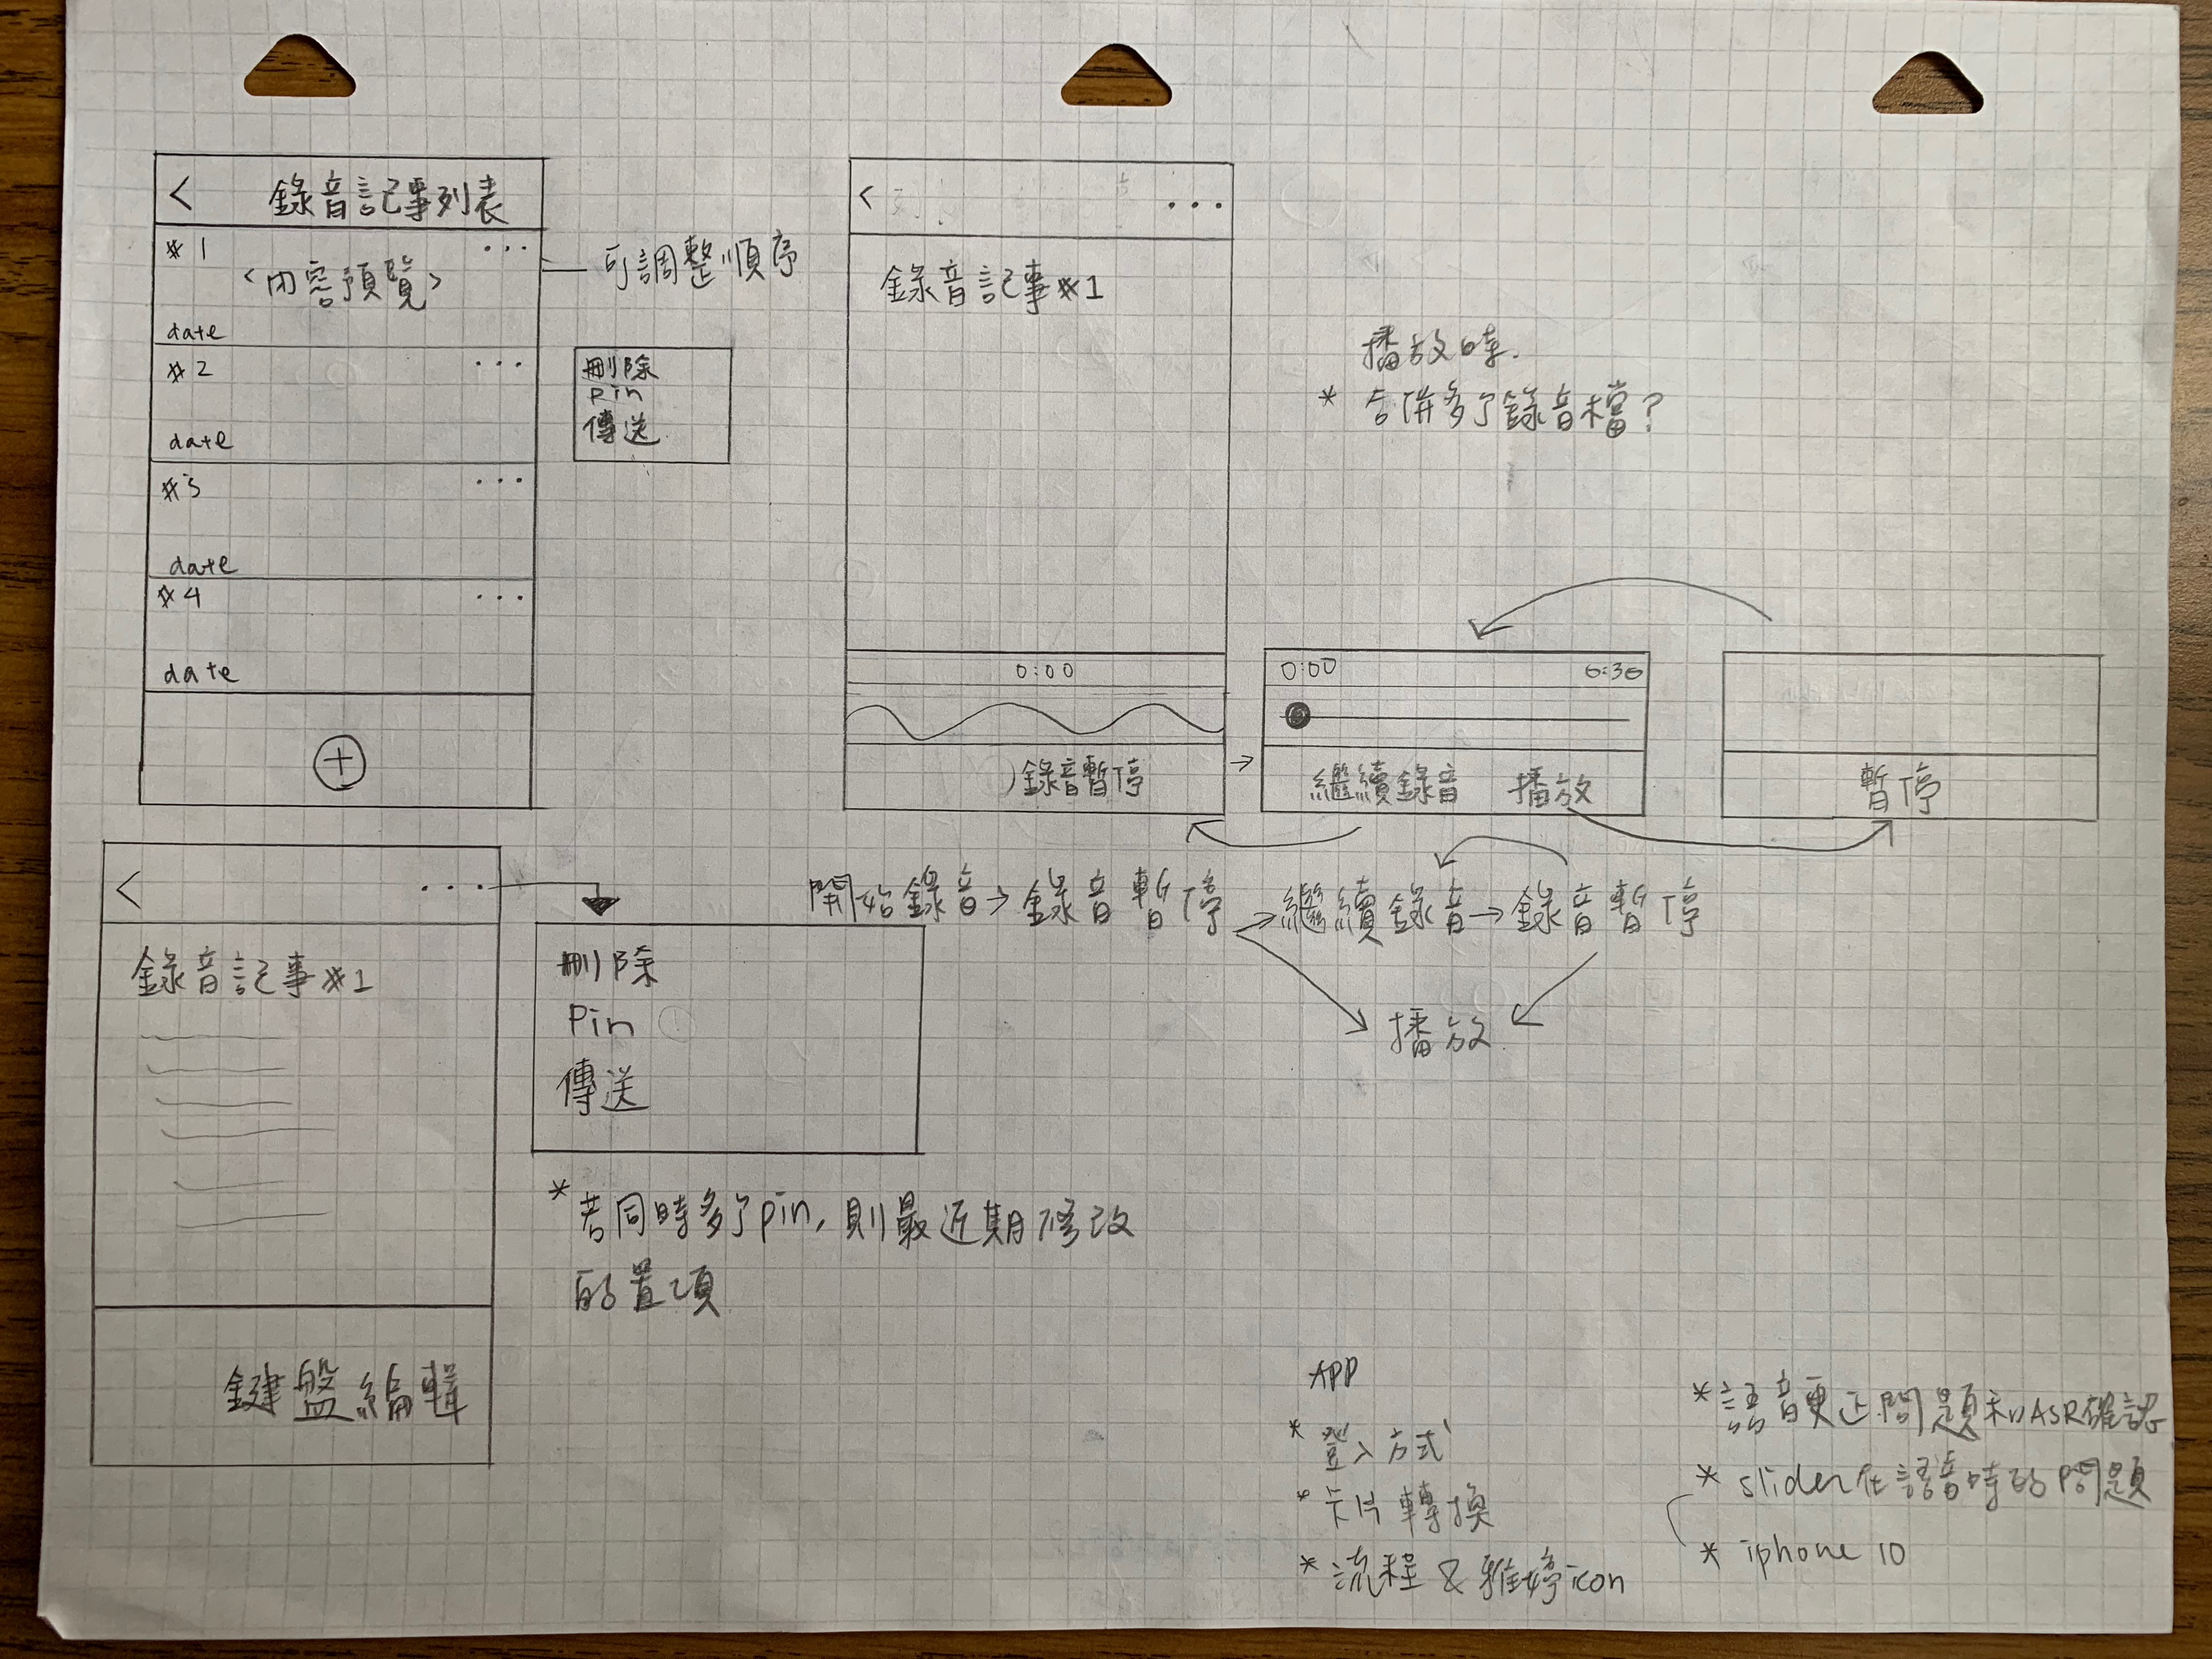 < 錄音記事列表
#1 ...
<內容預覽>
date
#2 ...
date
#3 ...
date
#4 ...
date
+
可調整順序
刪除
pin
傳送
< ...
錄音記事#1
0:00
錄音暫停
播放時.
* 合併多了錄音檔?
0:00 6:36
繼續錄音 播放
暫停
開始錄音→錄音暫停→繼續錄音→錄音暫停
播放
< ...
錄音記事#1
鍵盤編輯
刪除
Pin
傳送
* 若同時多了pin,則最近期修改
的置頂
APP
* 登入方式
* 卡片轉換
* 流程 & 雅婷icon
* 語音更正問題和ASR確認
* slider在語音時的問題
* iphone 10